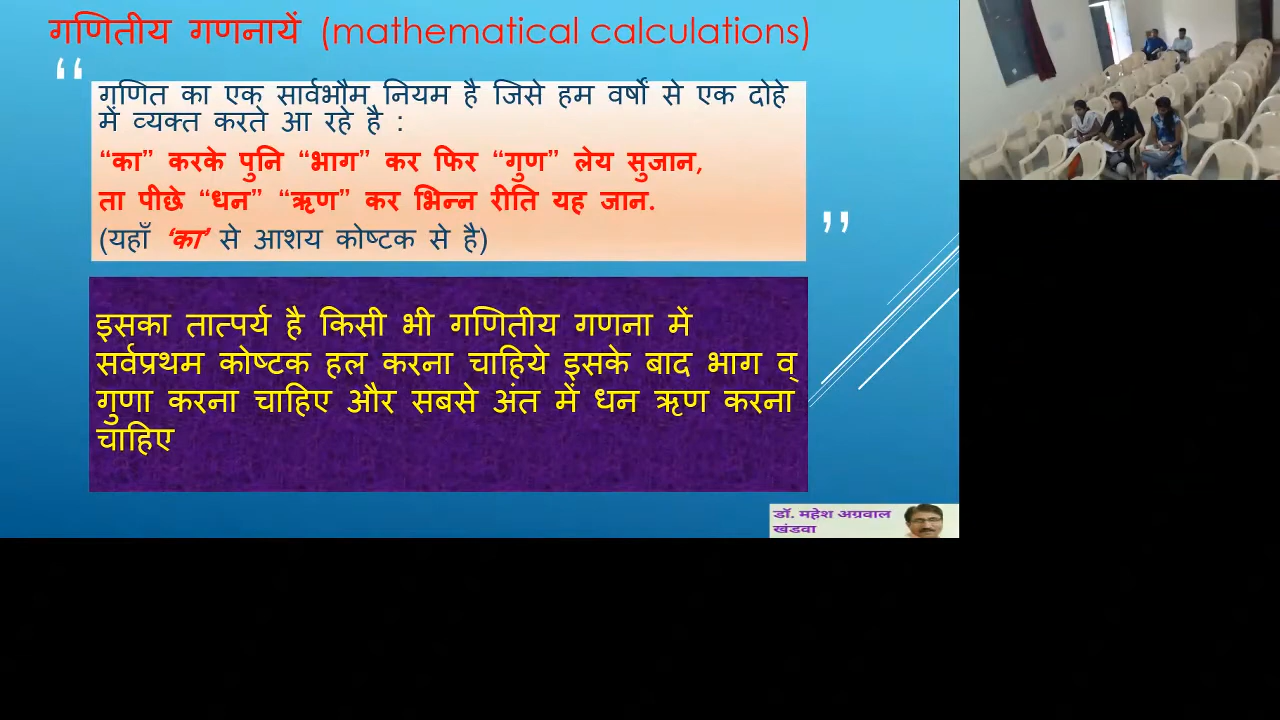 गणितीय गणनायें (mathematical calculations)
“
गणित का एक सार्वभौम नियम है जिसे हम वर्षों से एक दोहे
में व्यक्त करते आ रहे है :
“का” करके पुनि “भाग” कर फिर “गुण” लेय सुजान,
ता पीछे “धन” “ऋण” कर भिन्न रीति यह जान.
(यहाँ ‘का’ से आशय कोष्टक से है)
”
इसका तात्पर्य है किसी भी गणितीय गणना में
सर्वप्रथम कोष्टक हल करना चाहिये इसके बाद भाग व्
गुणा करना चाहिए और सबसे अंत में धन ऋण करना
चाहिए
डॉ. महेश अग्रवाल
खंडवा